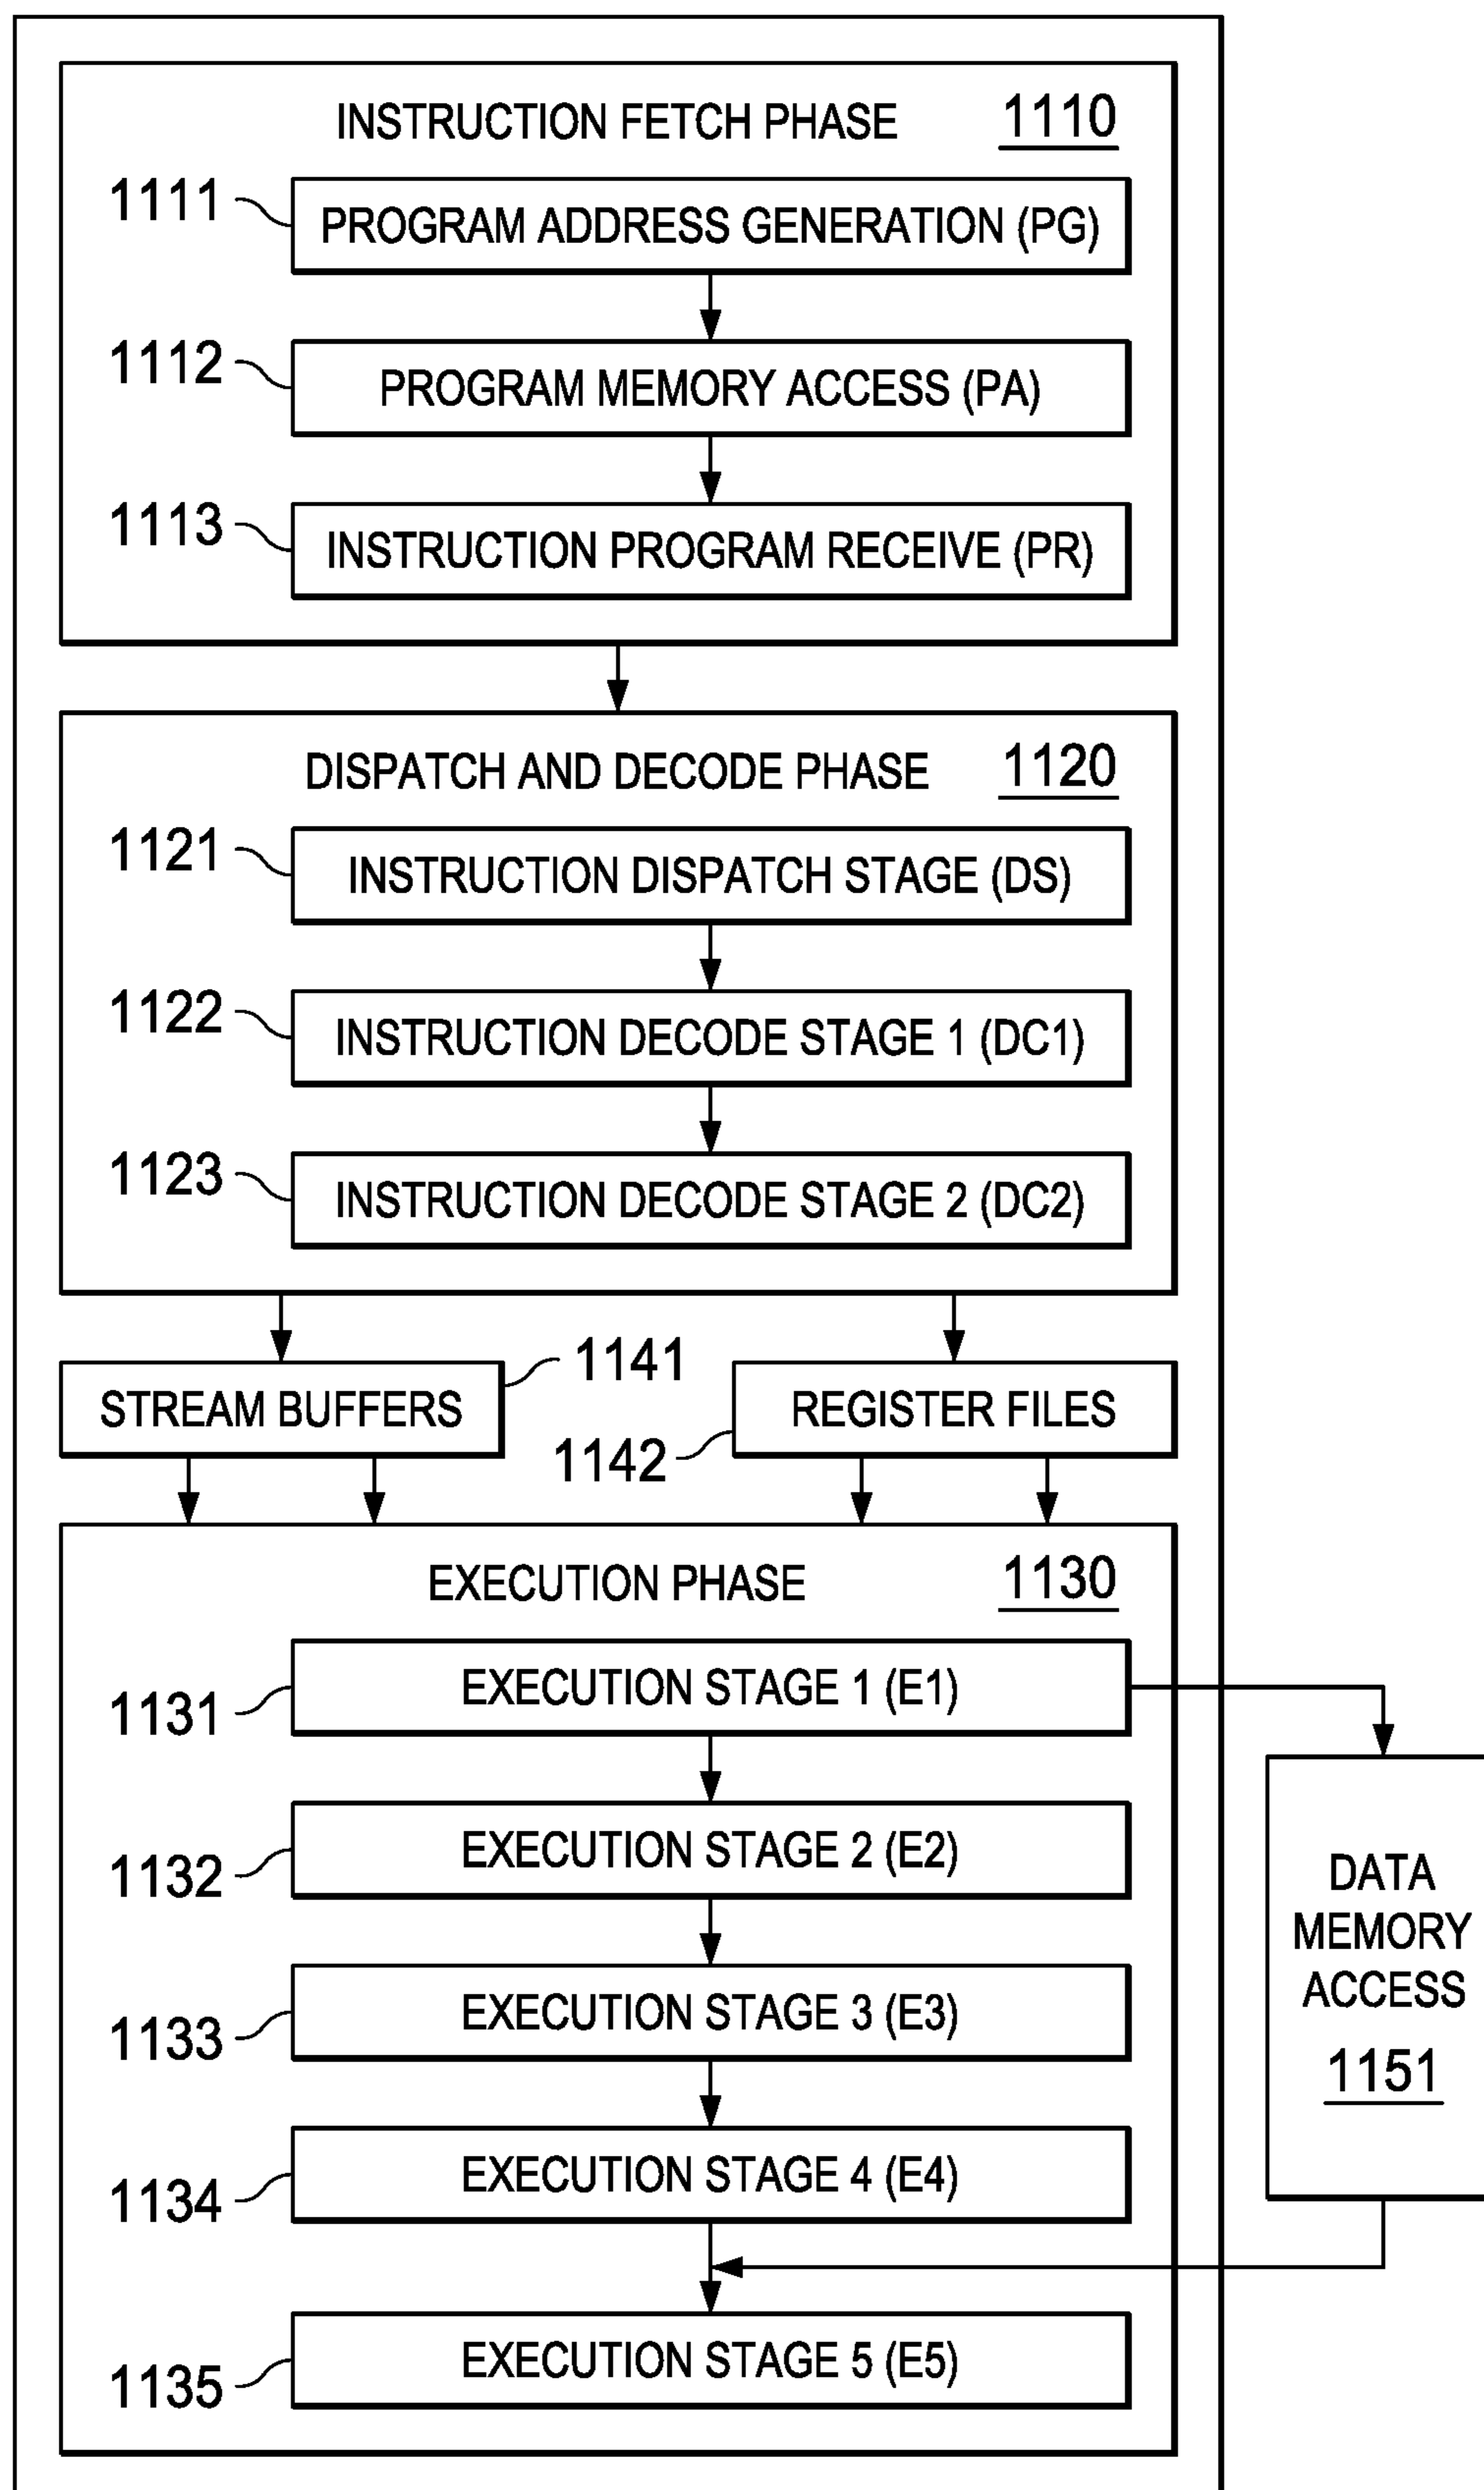 INSTRUCTION FETCH PHASE 1110
1111 PROGRAM ADDRESS GENERATION (PG)
1112 PROGRAM MEMORY ACCESS (PA)
1113 INSTRUCTION PROGRAM RECEIVE (PR)
DISPATCH AND DECODE PHASE 1120
1121 INSTRUCTION DISPATCH STAGE (DS)
1122 INSTRUCTION DECODE STAGE 1 (DC1)
1123 INSTRUCTION DECODE STAGE 2 (DC2)
STREAM BUFFERS
1141
REGISTER FILES
1142
EXECUTION PHASE 1130
1131 EXECUTION STAGE 1 (E1)
1132 EXECUTION STAGE 2 (E2)
1133 EXECUTION STAGE 3 (E3)
1134 EXECUTION STAGE 4 (E4)
1135 EXECUTION STAGE 5 (E5)
DATA
MEMORY
ACCESS
1151